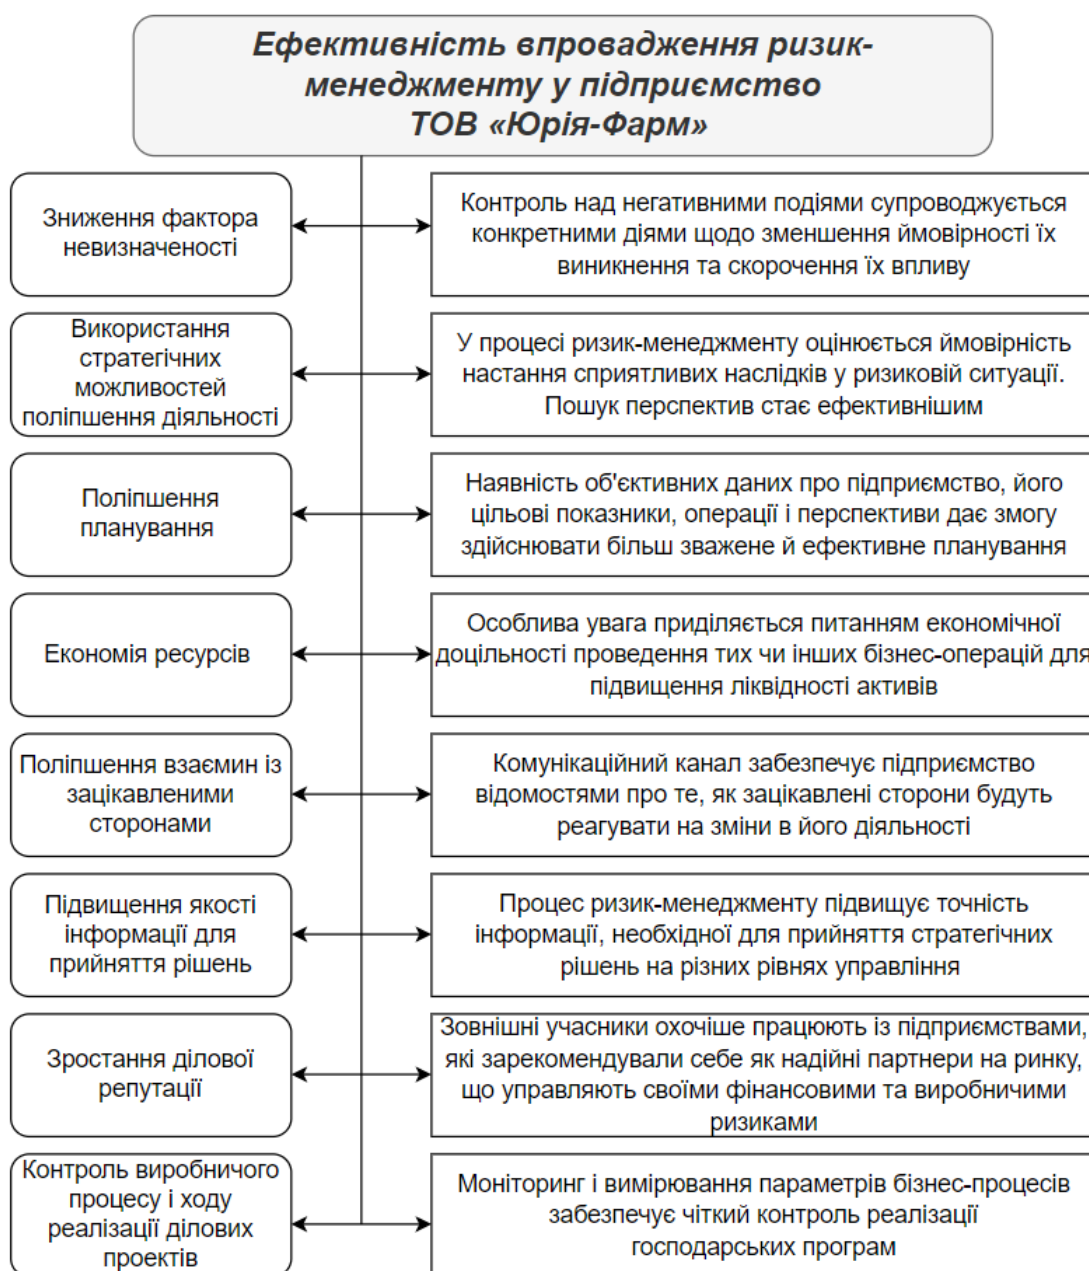 Ефективність впровадження ризик-
менеджменту у підприємство
ТОВ «Юрія-Фарм»
Зниження фактора
невизначеності
Контроль над негативними подіями супроводжується
конкретними діями щодо зменшення ймовірності їх
виникнення та скорочення їх впливу
Використання
стратегічних
можливостей
поліпшення діяльності
У процесі ризик-менеджменту оцінюється ймовірність
настання сприятливих наслідків у ризиковій ситуації.
Пошук перспектив стає ефективнішим
Поліпшення
планування
Наявність об'єктивних даних про підприємство, його
цільові показники, операції і перспективи дає змогу
здійснювати більш зважене й ефективне планування
Економія ресурсів
Особлива увага приділяється питанням економічної
доцільності проведення тих чи інших бізнес-операцій для
підвищення ліквідності активів
Поліпшення взаємин із
зацікавленими
сторонами
Комунікаційний канал забезпечує підприємство
відомостями про те, як зацікавлені сторони будуть
реагувати на зміни в його діяльності
Підвищення якості
інформації для
прийняття рішень
Процес ризик-менеджменту підвищує точність
інформації, необхідної для прийняття стратегічних
рішень на різних рівнях управління
Зростання ділової
репутації
Зовнішні учасники охочіше працюють із підприємствами,
які зарекомендували себе як надійні партнери на ринку,
що управляють своїми фінансовими та виробничими
ризиками
Контроль виробничого
процесу і ходу
реалізації ділових
проектів
Моніторинг і вимірювання параметрів бізнес-процесів
забезпечує чіткий контроль реалізації
господарських програм